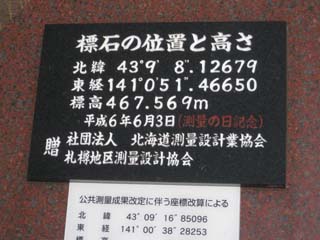 標石の位置と高さ
北緯 43°9′8″.12679
東経 141°0′51″.46650
標高 467.569m
平成6年6月3日(測量の日記念)
贈 社団法人 北海道測量設計業協会
札樽地区測量設計協会
公共測量成果改定に伴う座標改算による
北緯 43°09′16″85096
東経 141°00′38″28253